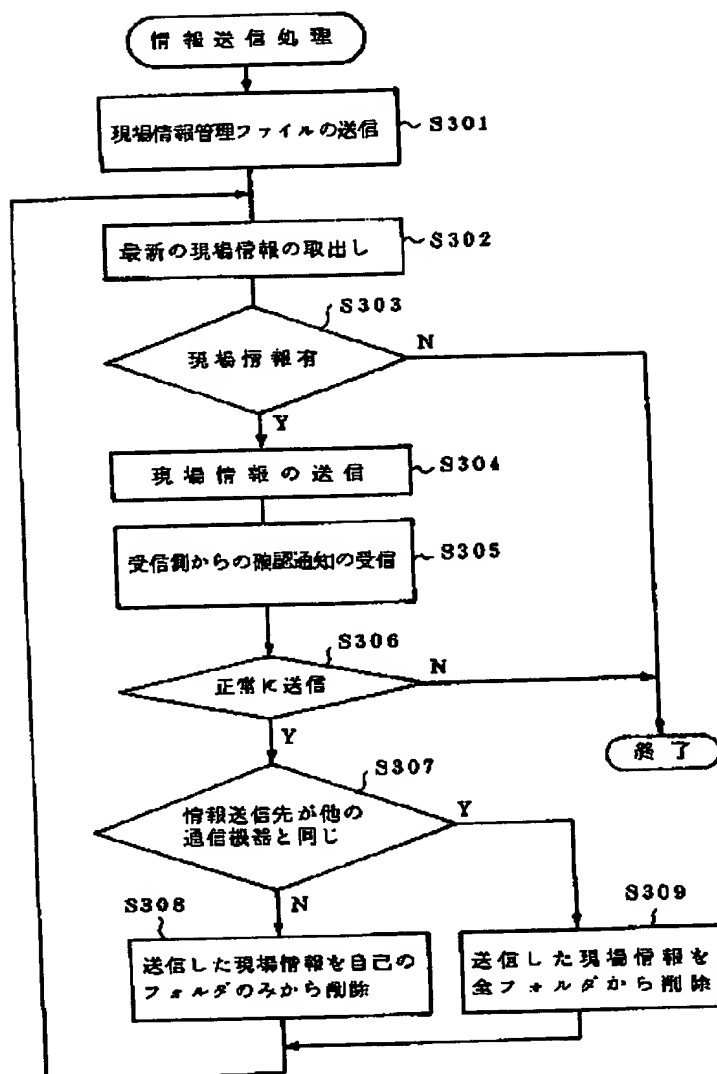 情報送信処理
現場情報管理ファイルの送信
S301
最新の現場情報の取出し
S302
S303
現場情報有
N
Y
現場情報の送信
S304
受信側からの確認通知の受信
S305
S306
正常に送信
N
Y
終了
S307
情報送信先が他の
通信機器と同じ
Y
N
S308
送信した現場情報を自己の
フォルダのみから削除
S309
送信した現場情報を
全フォルダから削除